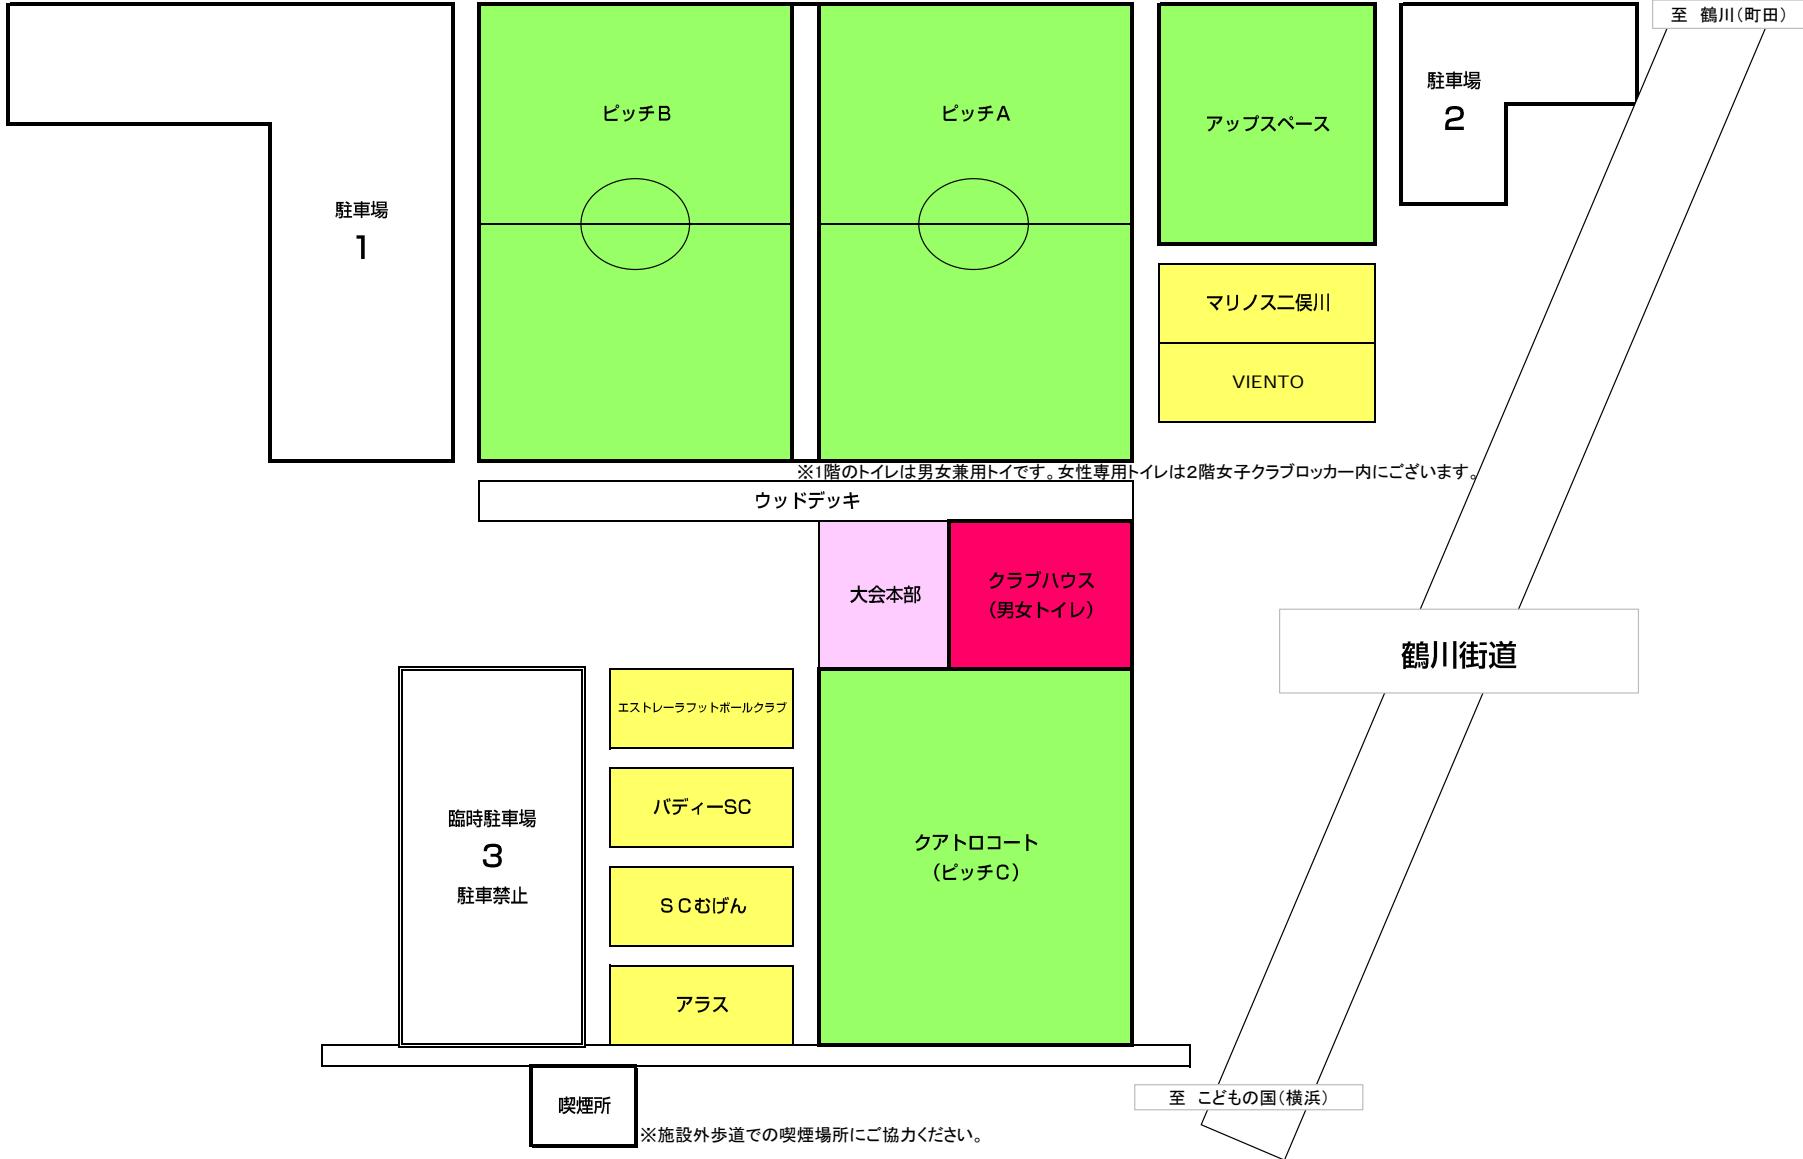 至　鶴川（町田）
駐車場
2
ピッチB
ピッチA
アップスペース
駐車場
1
マリノス二俣川
VIENTO
※1階のトイレは男女兼用トイです。女性専用トイレは2階女子クラブロッカー内にございます。
ウッドデッキ
大会本部
クラブハウス
（男女トイレ）
鶴川街道
エストレーラフットボールクラブ
バディーSC
臨時駐車場
3
駐車禁止
クアトロコート
（ピッチC）
ＳＣむげん
アラス
至　こどもの国（横浜）
喫煙所
※施設外歩道での喫煙場所にご協力ください。